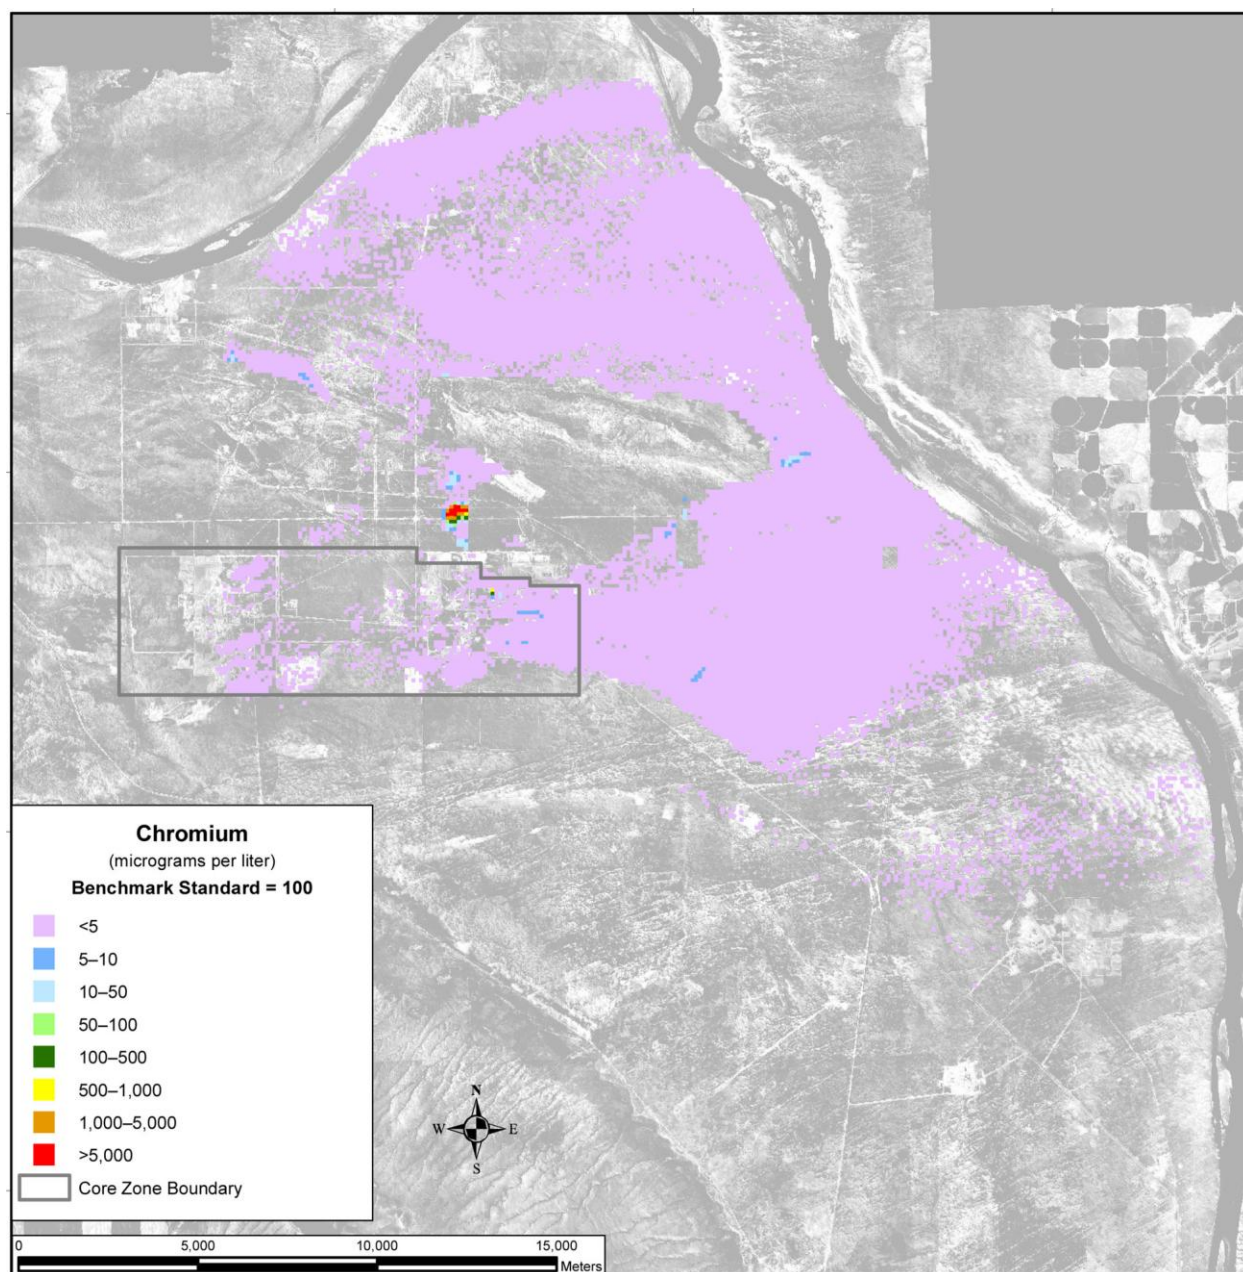 Chromium
(micrograms per liter)
Benchmark Standard = 100
<5
5–10
10–50
50–100
100–500
500–1,000
1,000–5,000
>5,000
Core Zone Boundary
N
W E
S
0 5,000 10,000 15,000
Meters